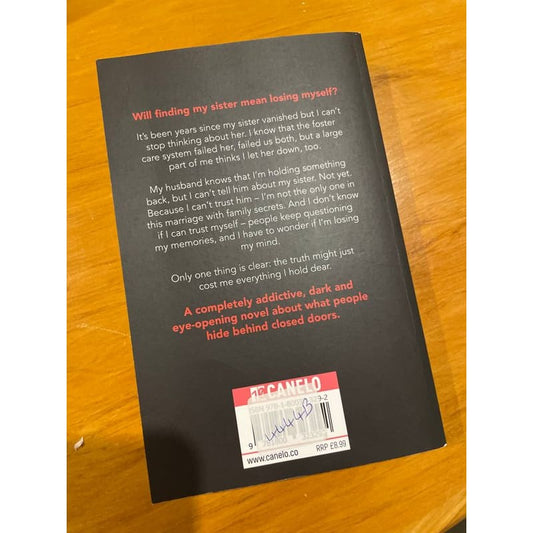 Will finding my sister mean losing myself?
It's been years since my sister vanished but I can't
stop thinking about her. I know that the foster
care system failed her, failed us both, but a large
part of me thinks I let her down, too.
My husband knows that I'm holding something
back, but I can't tell him about my sister. Not yet.
Because I can't trust him – I'm not the only one in
this marriage with family secrets. And I don't know
if I can trust myself – people keep questioning
my memories, and I have to wonder if I'm losing
my mind.
Only one thing is clear: the truth might just
cost me everything I hold dear.
A completely addictive, dark and
eye-opening novel about what people
hide behind closed doors.
CANELO
www.canelo.co
RRP £8.99